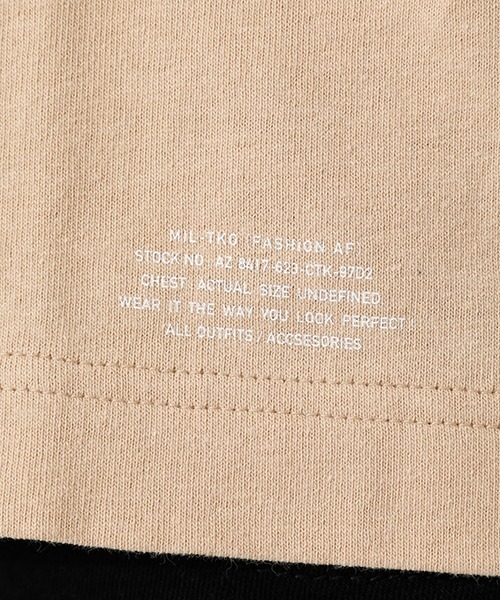 MIL-TKO (FASHION AF)
STOCK NO. AZ 8417-623-CTK-97D2
CHEST: ACTUAL SIZE UNDEFINED.
WEAR IT THE WAY YOU LOOK PERFECT!
ALL OUTFITS / ACCSESORIES